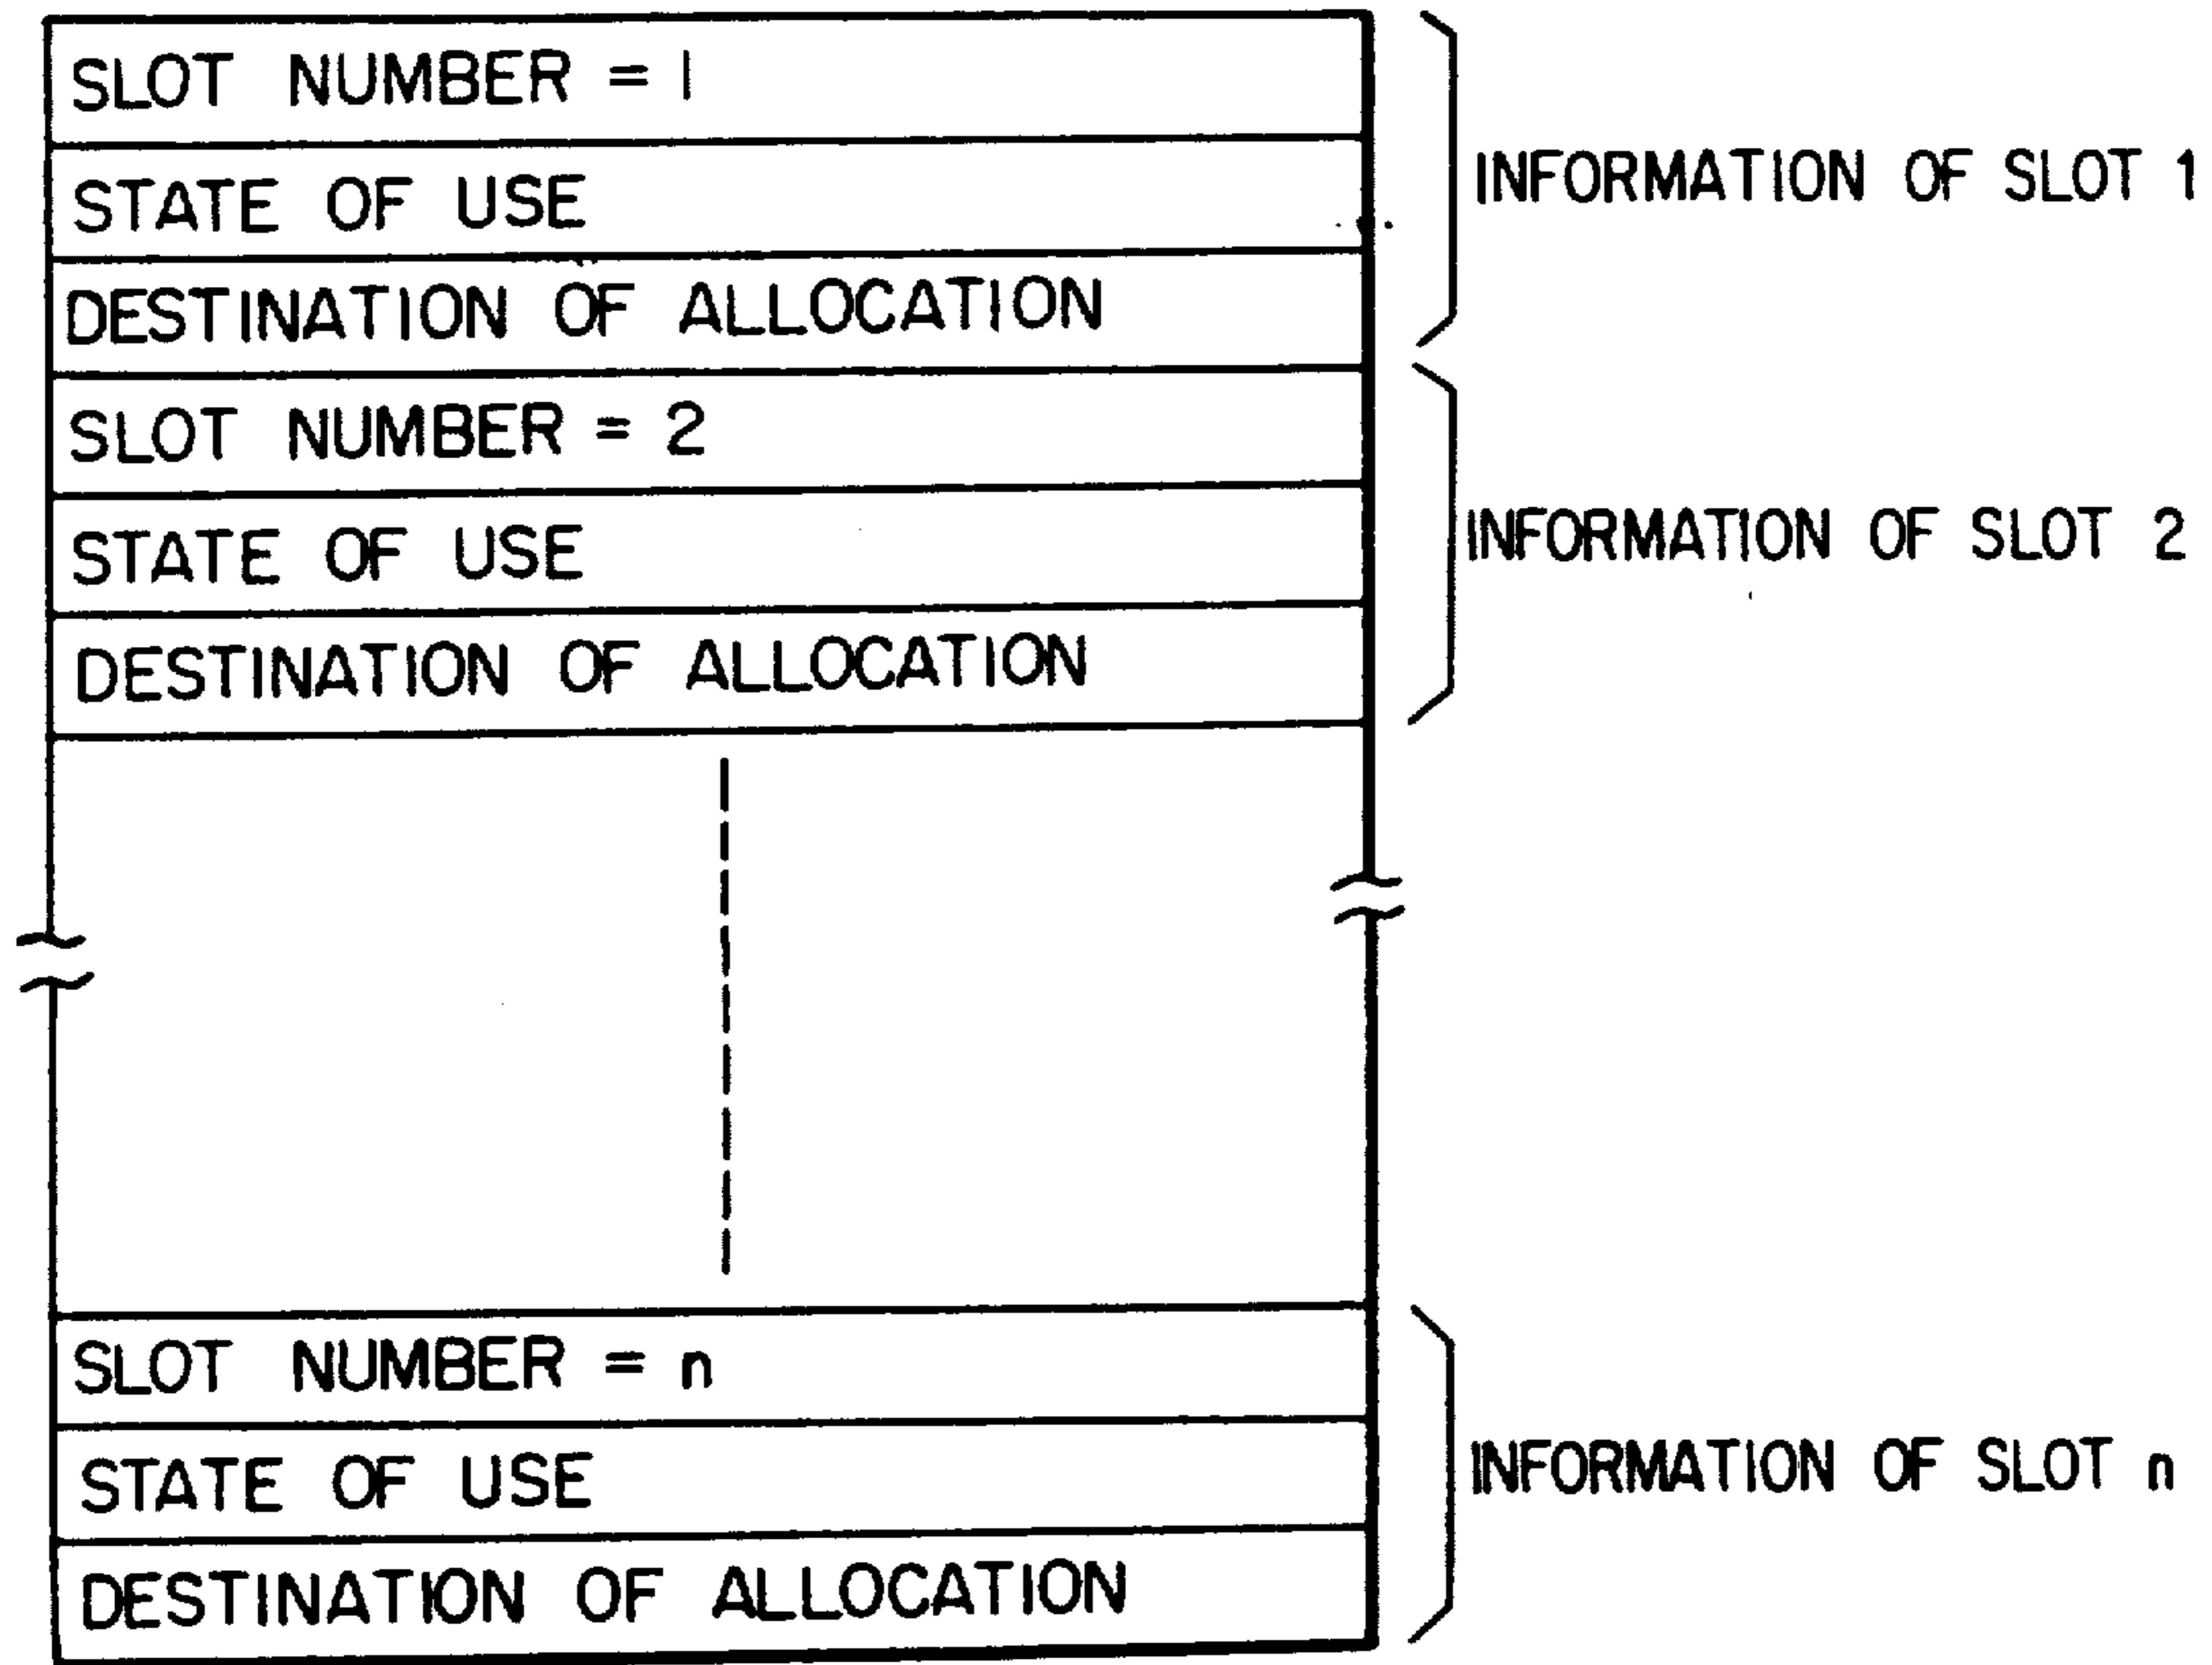 SLOT NUMBER = 1
STATE OF USE
INFORMATION OF SLOT 1
DESTINATION OF ALLOCATION
SLOT NUMBER = 2
STATE OF USE
INFORMATION OF SLOT 2
DESTINATION OF ALLOCATION
SLOT NUMBER = n
STATE OF USE
INFORMATION OF SLOT n
DESTINATION OF ALLOCATION